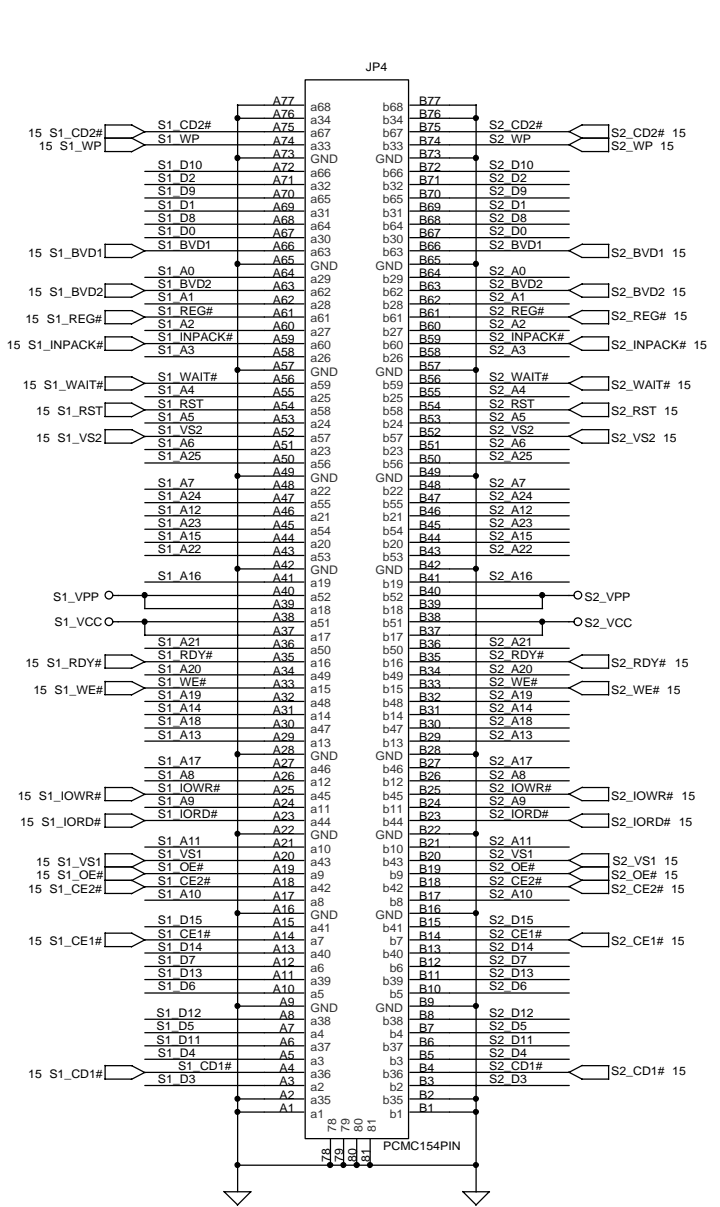 JP4
A77 a68 b68 B77
A76 a34 b34 B76
15 S1_CD2# S1_CD2# A75 a67 b67 B75 S2_CD2# S2_CD2# 15
15 S1_WP S1_WP A74 a33 b33 B74 S2_WP S2_WP 15
A73 GND GND B73
S1_D10 A72 a66 b66 B72 S2_D10
S1_D2 A71 a32 b32 B71 S2_D2
S1_D9 A70 a65 b65 B70 S2_D9
S1_D1 A69 a31 b31 B69 S2_D1
S1_D8 A68 a64 b64 B68 S2_D8
S1_D0 A67 a30 b30 B67 S2_D0
15 S1_BVD1 S1_BVD1 A66 a63 b63 B66 S2_BVD1 S2_BVD1 15
A65 GND GND B65
S1_A0 A64 a29 b29 B64 S2_A0
15 S1_BVD2 S1_BVD2 A63 a62 b62 B63 S2_BVD2 S2_BVD2 15
S1_A1 A62 a28 b28 B62 S2_A1
15 S1_REG# S1_REG# A61 a61 b61 B61 S2_REG# S2_REG# 15
S1_A2 A60 a27 b27 B60 S2_A2
15 S1_INPACK# S1_INPACK# A59 a60 b60 B59 S2_INPACK# S2_INPACK# 15
S1_A3 A58 a26 b26 B58 S2_A3
A57 GND GND B57
15 S1_WAIT# S1_WAIT# A56 a59 b59 B56 S2_WAIT# S2_WAIT# 15
S1_A4 A55 a25 b25 B55 S2_A4
15 S1_RST S1_RST A54 a58 b58 B54 S2_RST S2_RST 15
S1_A5 A53 a24 b24 B53 S2_A5
15 S1_VS2 S1_VS2 A52 a57 b57 B52 S2_VS2 S2_VS2 15
S1_A6 A51 a23 b23 B51 S2_A6
S1_A25 A50 a56 b56 B50 S2_A25
A49 GND GND B49
S1_A7 A48 a22 b22 B48 S2_A7
S1_A24 A47 a55 b55 B47 S2_A24
S1_A12 A46 a21 b21 B46 S2_A12
S1_A23 A45 a54 b54 B45 S2_A23
S1_A15 A44 a20 b20 B44 S2_A15
S1_A22 A43 a53 b53 B43 S2_A22
A42 GND GND B42
S1_A16 A41 a19 b19 B41 S2_A16
S1_VPP A40 a52 b52 B40 S2_VPP
A39 a18 b18 B39
S1_VCC A38 a51 b51 B38 S2_VCC
A37 a17 b17 B37
S1_A21 A36 a50 b50 B36 S2_A21
15 S1_RDY# S1_RDY# A35 a16 b16 B35 S2_RDY# S2_RDY# 15
S1_A20 A34 a49 b49 B34 S2_A20
15 S1_WE# S1_WE# A33 a15 b15 B33 S2_WE# S2_WE# 15
S1_A19 A32 a48 b48 B32 S2_A19
S1_A14 A31 a14 b14 B31 S2_A14
S1_A18 A30 a47 b47 B30 S2_A18
S1_A13 A29 a13 b13 B29 S2_A13
A28 GND GND B28
S1_A17 A27 a46 b46 B27 S2_A17
S1_A8 A26 a12 b12 B26 S2_A8
15 S1_IOWR# S1_IOWR# A25 a45 b45 B25 S2_IOWR# S2_IOWR# 15
S1_A9 A24 a11 b11 B24 S2_A9
15 S1_IORD# S1_IORD# A23 a44 b44 B23 S2_IORD# S2_IORD# 15
A22 GND GND B22
S1_A11 A21 a10 b10 B21 S2_A11
15 S1_VS1 S1_VS1 A20 a43 b43 B20 S2_VS1 S2_VS1 15
15 S1_OE# S1_OE# A19 a9 b9 B19 S2_OE# S2_OE# 15
15 S1_CE2# S1_CE2# A18 a42 b42 B18 S2_CE2# S2_CE2# 15
S1_A10 A17 a8 b8 B17 S2_A10
A16 GND GND B16
S1_D15 A15 a41 b41 B15 S2_D15
15 S1_CE1# S1_CE1# A14 a7 b7 B14 S2_CE1# S2_CE1# 15
S1_D14 A13 a40 b40 B13 S2_D14
S1_D7 A12 a6 b6 B12 S2_D7
S1_D13 A11 a39 b39 B11 S2_D13
S1_D6 A10 a5 b5 B10 S2_D6
A9 GND GND B9
S1_D12 A8 a38 b38 B8 S2_D12
S1_D5 A7 a4 b4 B7 S2_D5
S1_D11 A6 a37 b37 B6 S2_D11
S1_D4 A5 a3 b3 B5 S2_D4
15 S1_CD1# S1_CD1# A4 a36 b36 B4 S2_CD1# S2_CD1# 15
S1_D3 A3 a2 b2 B3 S2_D3
A2 a35 b35 B2
A1 a1 b1 B1
78 79 80 81
78 79 80 81
PCMC154PIN